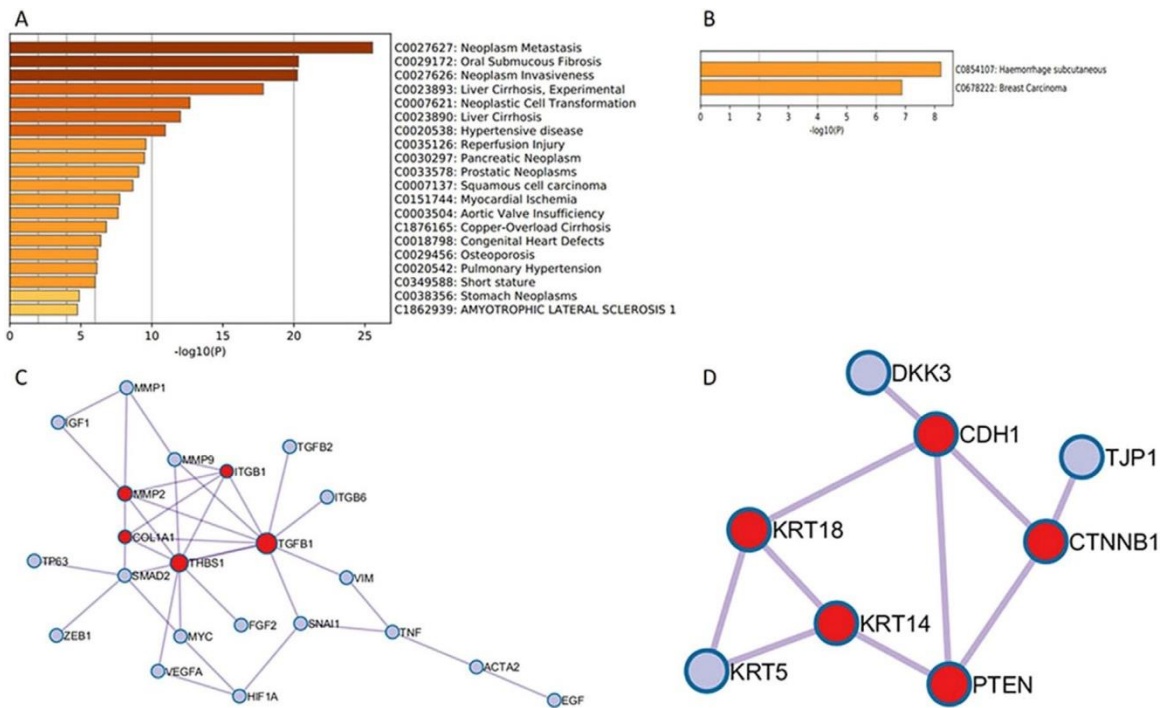 A
C0027627: Neoplasm Metastasis
C0029172: Oral Submucous Fibrosis
C0027626: Neoplasm Invasiveness
C0023893: Liver Cirrhosis, Experimental
C0007621: Neoplastic Cell Transformation
C0023890: Liver Cirrhosis
C0020538: Hypertensive disease
C0035126: Reperfusion Injury
C0030297: Pancreatic Neoplasm
C0033578: Prostatic Neoplasms
C0007137: Squamous cell carcinoma
C0151744: Myocardial Ischemia
C0003504: Aortic Valve Insufficiency
C1876165: Copper-Overload Cirrhosis
C0018798: Congenital Heart Defects
C0029456: Osteoporosis
C0020542: Pulmonary Hypertension
C0349588: Short stature
C0038356: Stomach Neoplasms
C1862939: AMYOTROPHIC LATERAL SCLEROSIS 1
0 5 10 15 20 25
-log10(P)
B
C0854107: Haemorrhage subcutaneous
C0678222: Breast Carcinoma
0 1 2 3 4 5 6 7 8
-log10(P)
C
MMP1
IGF1
TGFB2
MMP9
ITGB1
MMP2
ITGB6
COL1A1
TGFB1
TP63
THBS1
SMAD2
VIM
FGF2
SNAI1
TNF
ZEB1
MYC
VEGFA
ACTA2
HIF1A
EGF
D
DKK3
CDH1
TJP1
KRT18
CTNNB1
KRT14
KRT5
PTEN